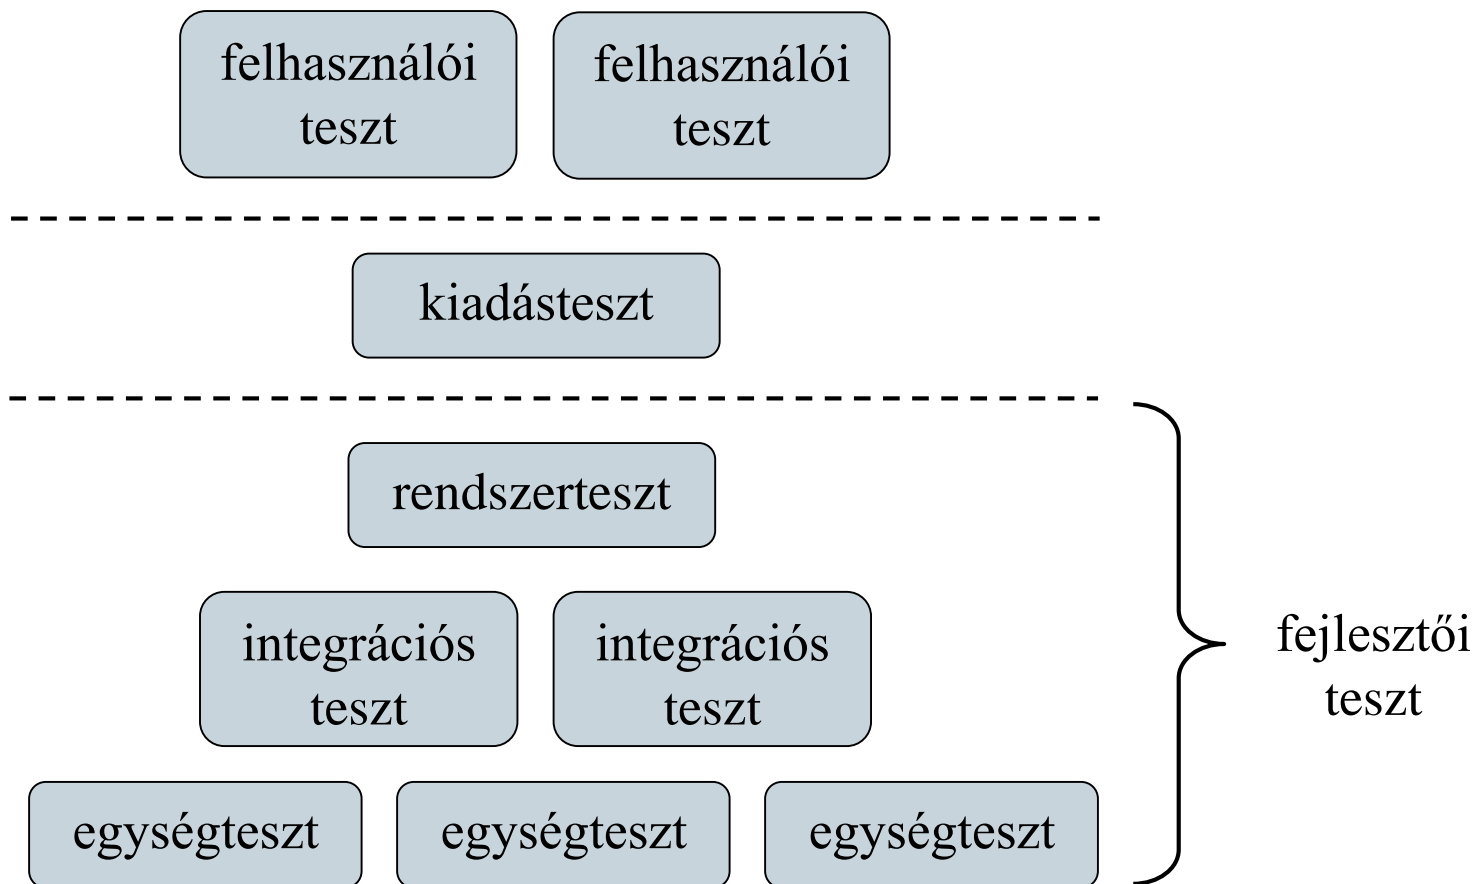 felhasználói
teszt
felhasználói
teszt
kiadásteszt
rendszerteszt
integrációs
teszt
integrációs
teszt
fejlesztői
teszt
egységteszt
egységteszt
egységteszt